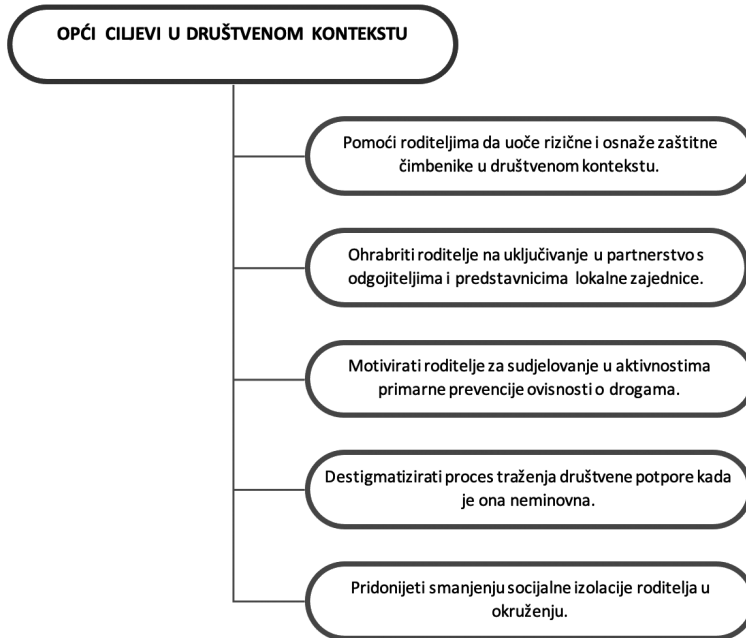 OPĆI CILJEVI U DRUŠTVENOM KONTEKSTU
Pomoći roditeljima da uoče rizične i osnaže zaštitne
čimbenike u društvenom kontekstu.
Ohrabriti roditelje na uključivanje u partnerstvo s
odgojiteljima i predstavnicima lokalne zajednice.
Motivirati roditelje za sudjelovanje u aktivnostima
primarne prevencije ovisnosti o drogama.
Destigmatizirati proces traženja društvene potpore kada
je ona neminovna.
Pridonijeti smanjenju socijalne izolacije roditelja u
okruženju.